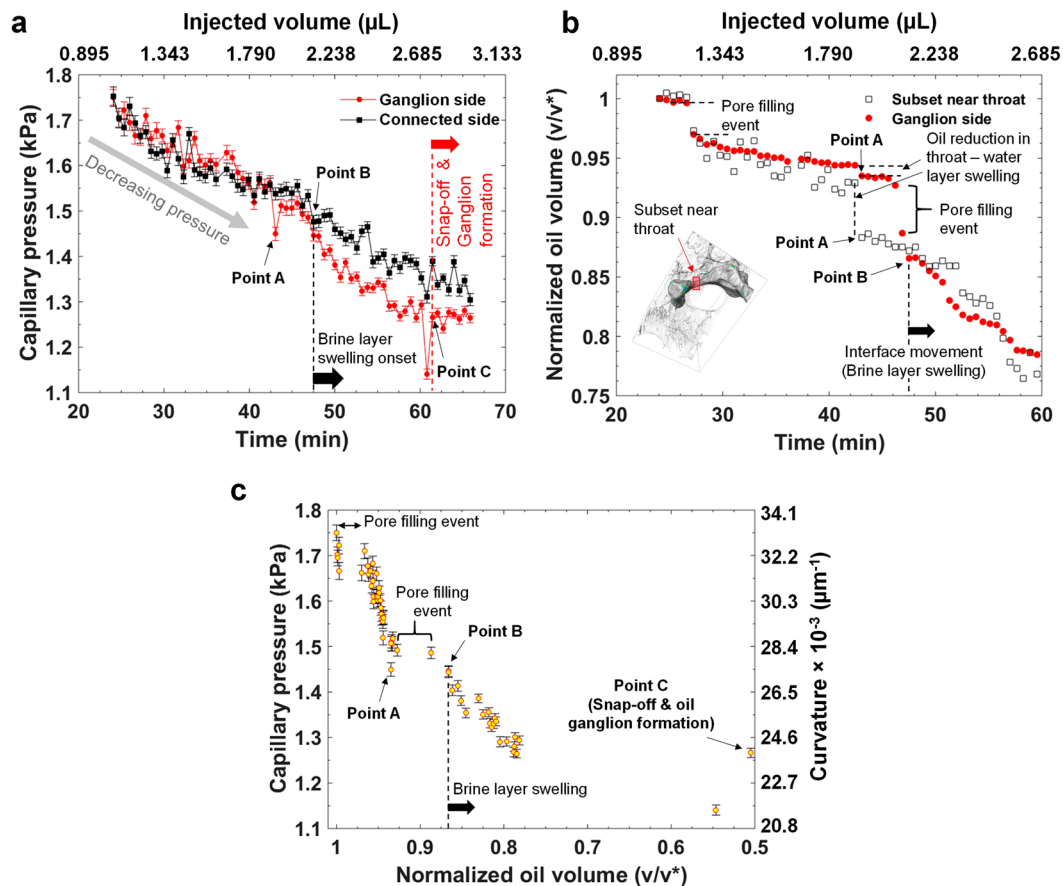 a
Injected volume (µL)
0.895 1.343 1.790 2.238 2.685 3.133
Capillary pressure (kPa)
1.8
1.7
1.6
1.5
1.4
1.3
1.2
1.1
Ganglion side
Connected side
Decreasing pressure
Point B
Point A
Snap-off &
Ganglion
formation
Brine layer
swelling onset
Point C
20 30 40 50 60 70
Time (min)
b
Injected volume (µL)
0.895 1.343 1.790 2.238 2.685
Normalized oil volume (v/v*)
1
0.95
0.9
0.85
0.8
0.75
Subset near throat
Ganglion side
Pore filling
event
Point A
Oil reduction in
throat – water
layer swelling
Pore filling
event
Subset near
throat
Point A
Point B
Interface movement
(Brine layer swelling)
20 30 40 50 60
Time (min)
c
Capillary pressure (kPa)
1.8
1.7
1.6
1.5
1.4
1.3
1.2
1.1
Pore filling event
Pore filling
event
Point B
Point A
Point C
(Snap-off & oil
ganglion formation)
Brine layer swelling
34.1
32.2
30.3
28.4
26.5
24.6
22.7
20.8
Curvature × 10⁻³ (µm⁻¹)
1 0.9 0.8 0.7 0.6 0.5
Normalized oil volume (v/v*)